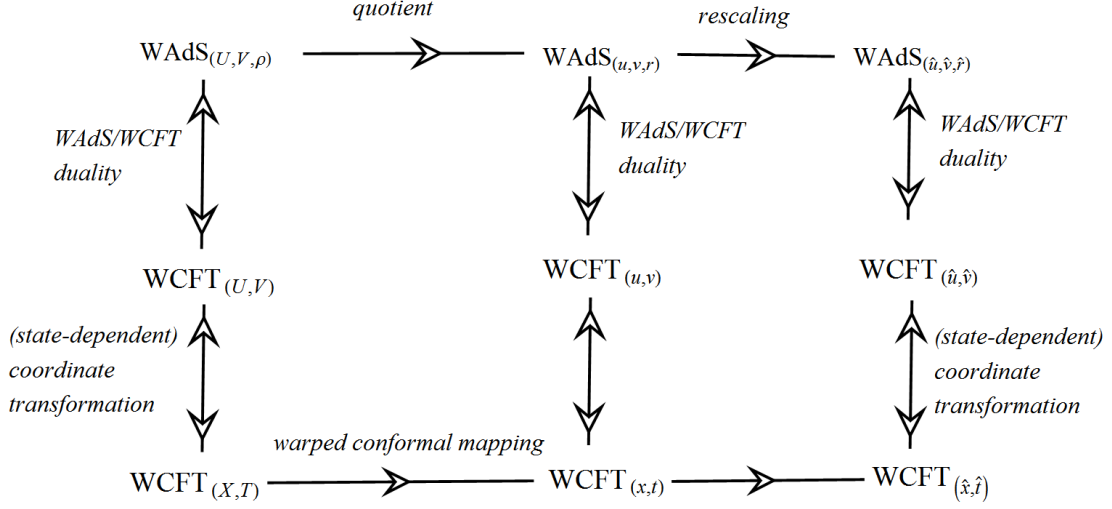 quotient
rescaling
WAdS(U,V,ρ)
WAdS(u,v,r)
WAdS(û,v̂,r̂)
WAdS/WCFT
duality
WAdS/WCFT
duality
WAdS/WCFT
duality
WCFT(U,V)
WCFT(u,v)
WCFT(û,v̂)
(state-dependent)
coordinate
transformation
(state-dependent)
coordinate
transformation
warped conformal mapping
WCFT(X,T)
WCFT(x,t)
WCFT(x̂,t̂)